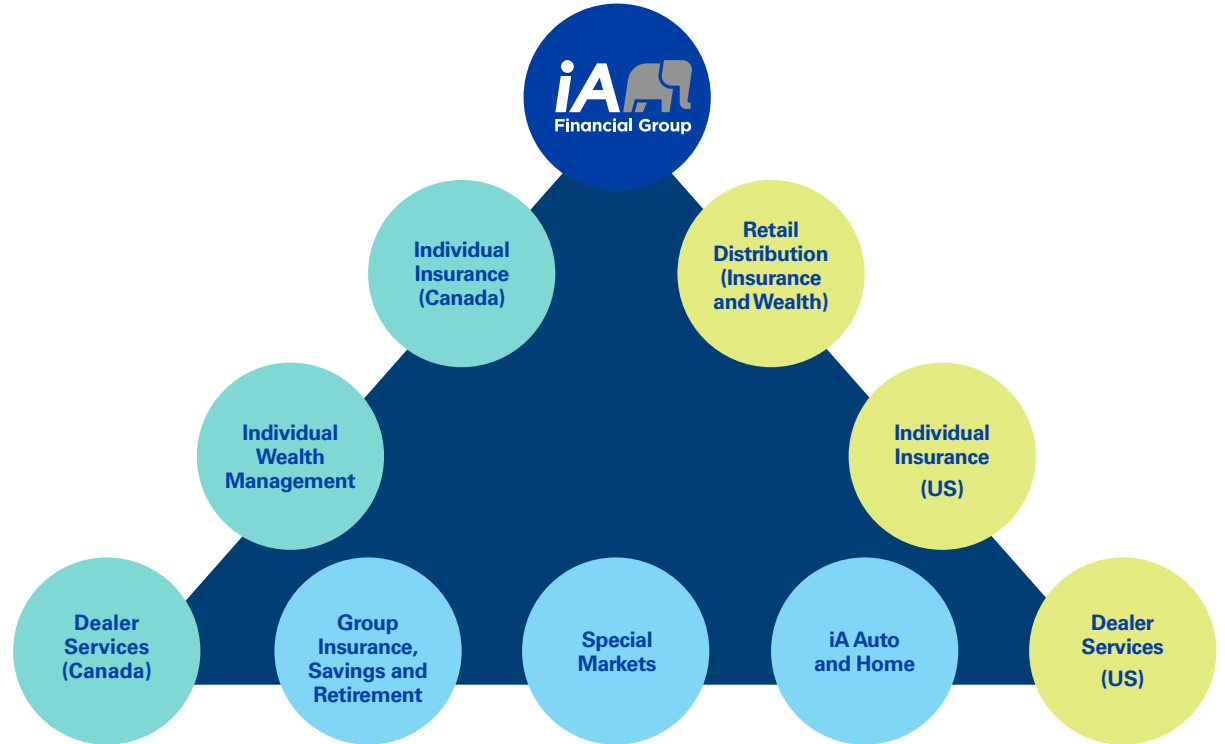 iA
Financial Group
Individual
Insurance
(Canada)
Retail
Distribution
(Insurance
and Wealth)
Individual
Wealth
Management
Individual
Insurance
(US)
Dealer
Services
(Canada)
Group
Insurance,
Savings and
Retirement
Special
Markets
iA Auto
and Home
Dealer
Services
(US)